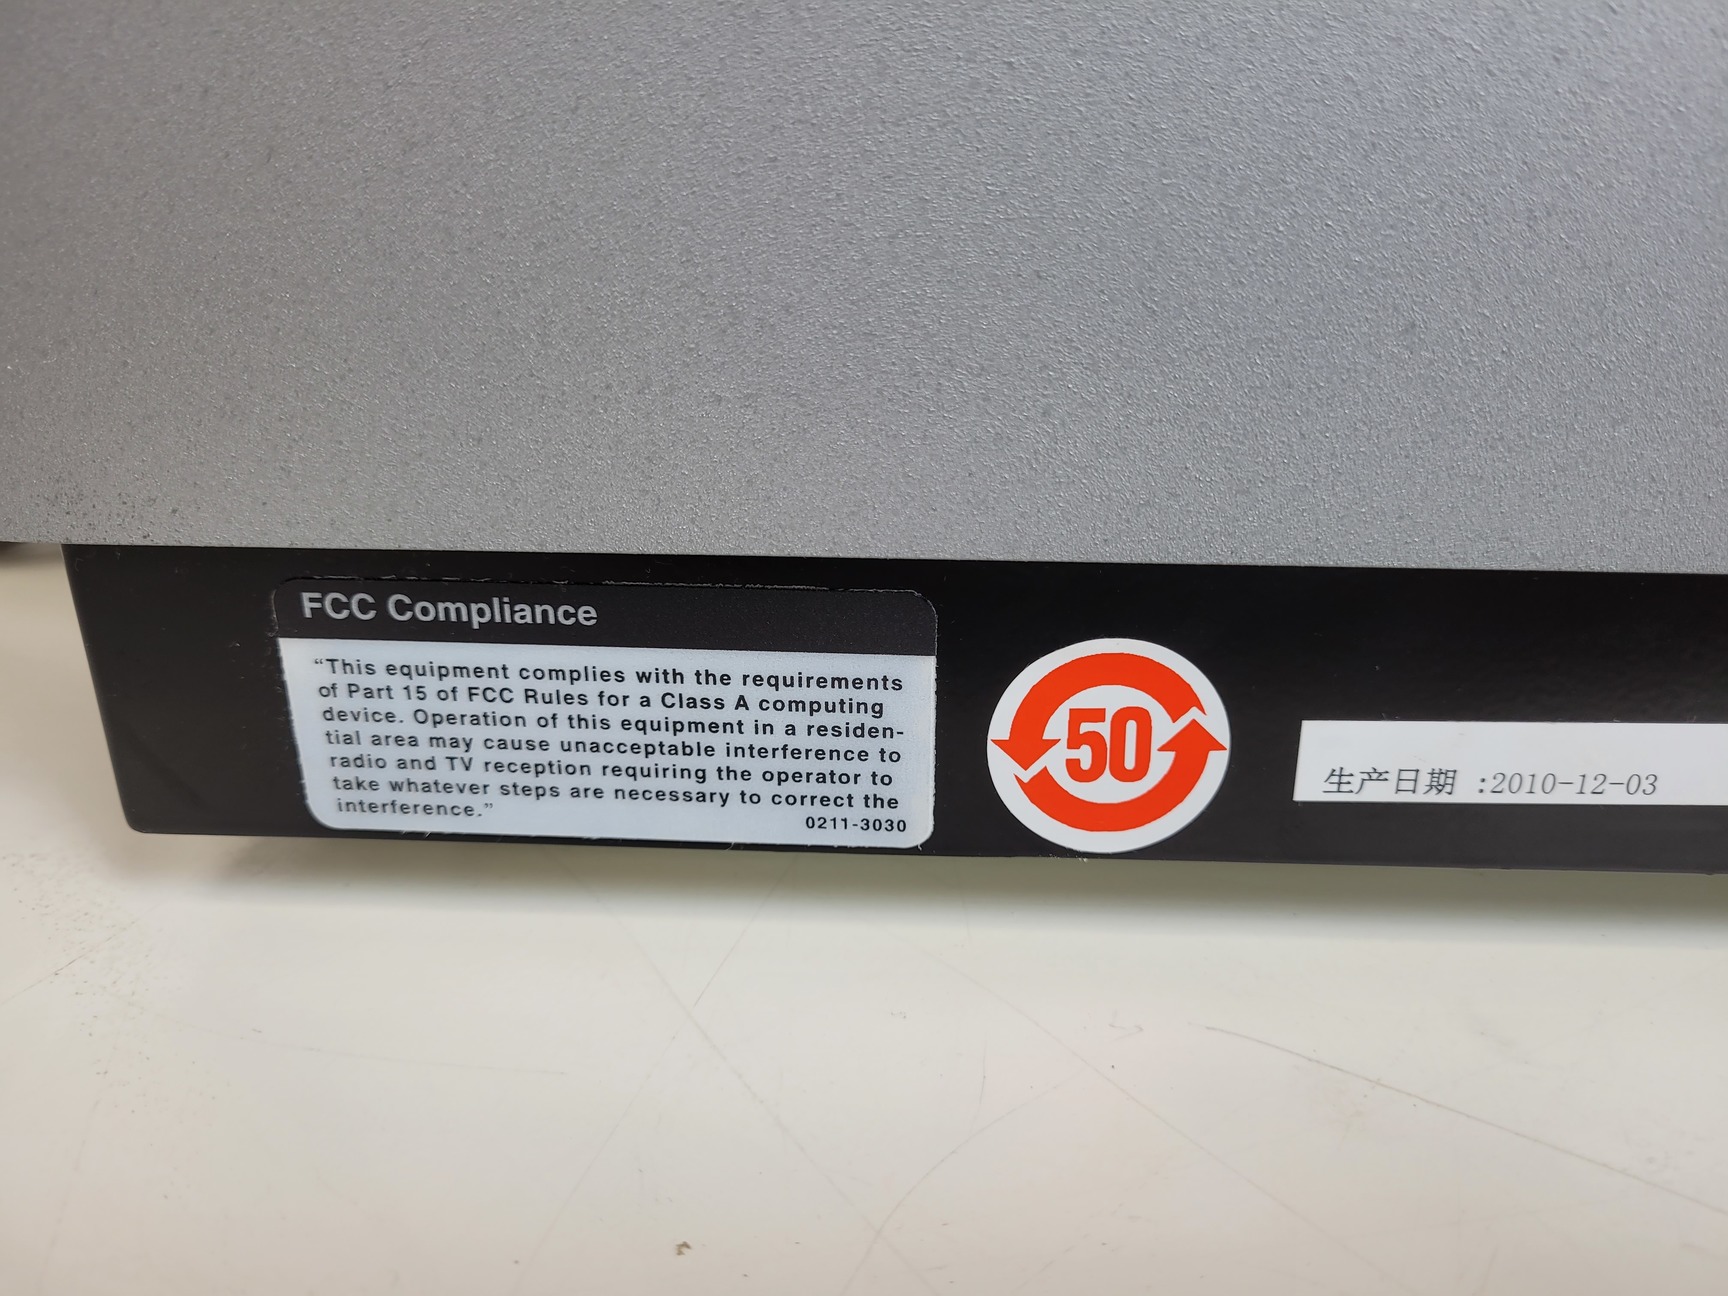 FCC Compliance
“This equipment complies with the requirements
of Part 15 of FCC Rules for a Class A computing
device. Operation of this equipment in a residen-
tial area may cause unacceptable interference to
radio and TV reception requiring the operator to
take whatever steps are necessary to correct the
interference.”
0211-3030
50
生产日期 :2010-12-03